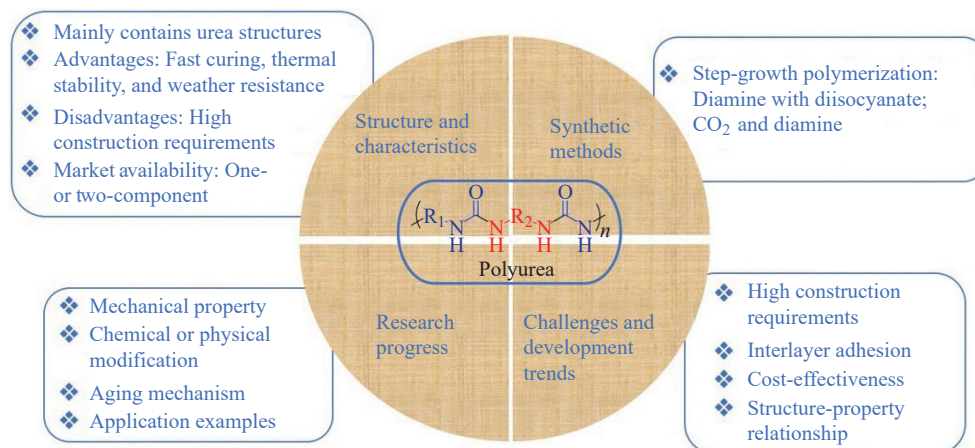 ❖ Mainly contains urea structures
❖ Advantages: Fast curing, thermal
stability, and weather resistance
❖ Disadvantages: High
construction requirements
❖ Market availability: One-
or two-component
Structure and
characteristics
Synthetic
methods
❖ Step-growth polymerization:
Diamine with diisocyanate;
CO₂ and diamine
O O
( R₁ N N R₂ N N )n
H H H H
Polyurea
❖ Mechanical property
❖ Chemical or physical
modification
❖ Aging mechanism
❖ Application examples
Research
progress
Challenges and
development
trends
❖ High construction
requirements
❖ Interlayer adhesion
❖ Cost-effectiveness
❖ Structure-property
relationship